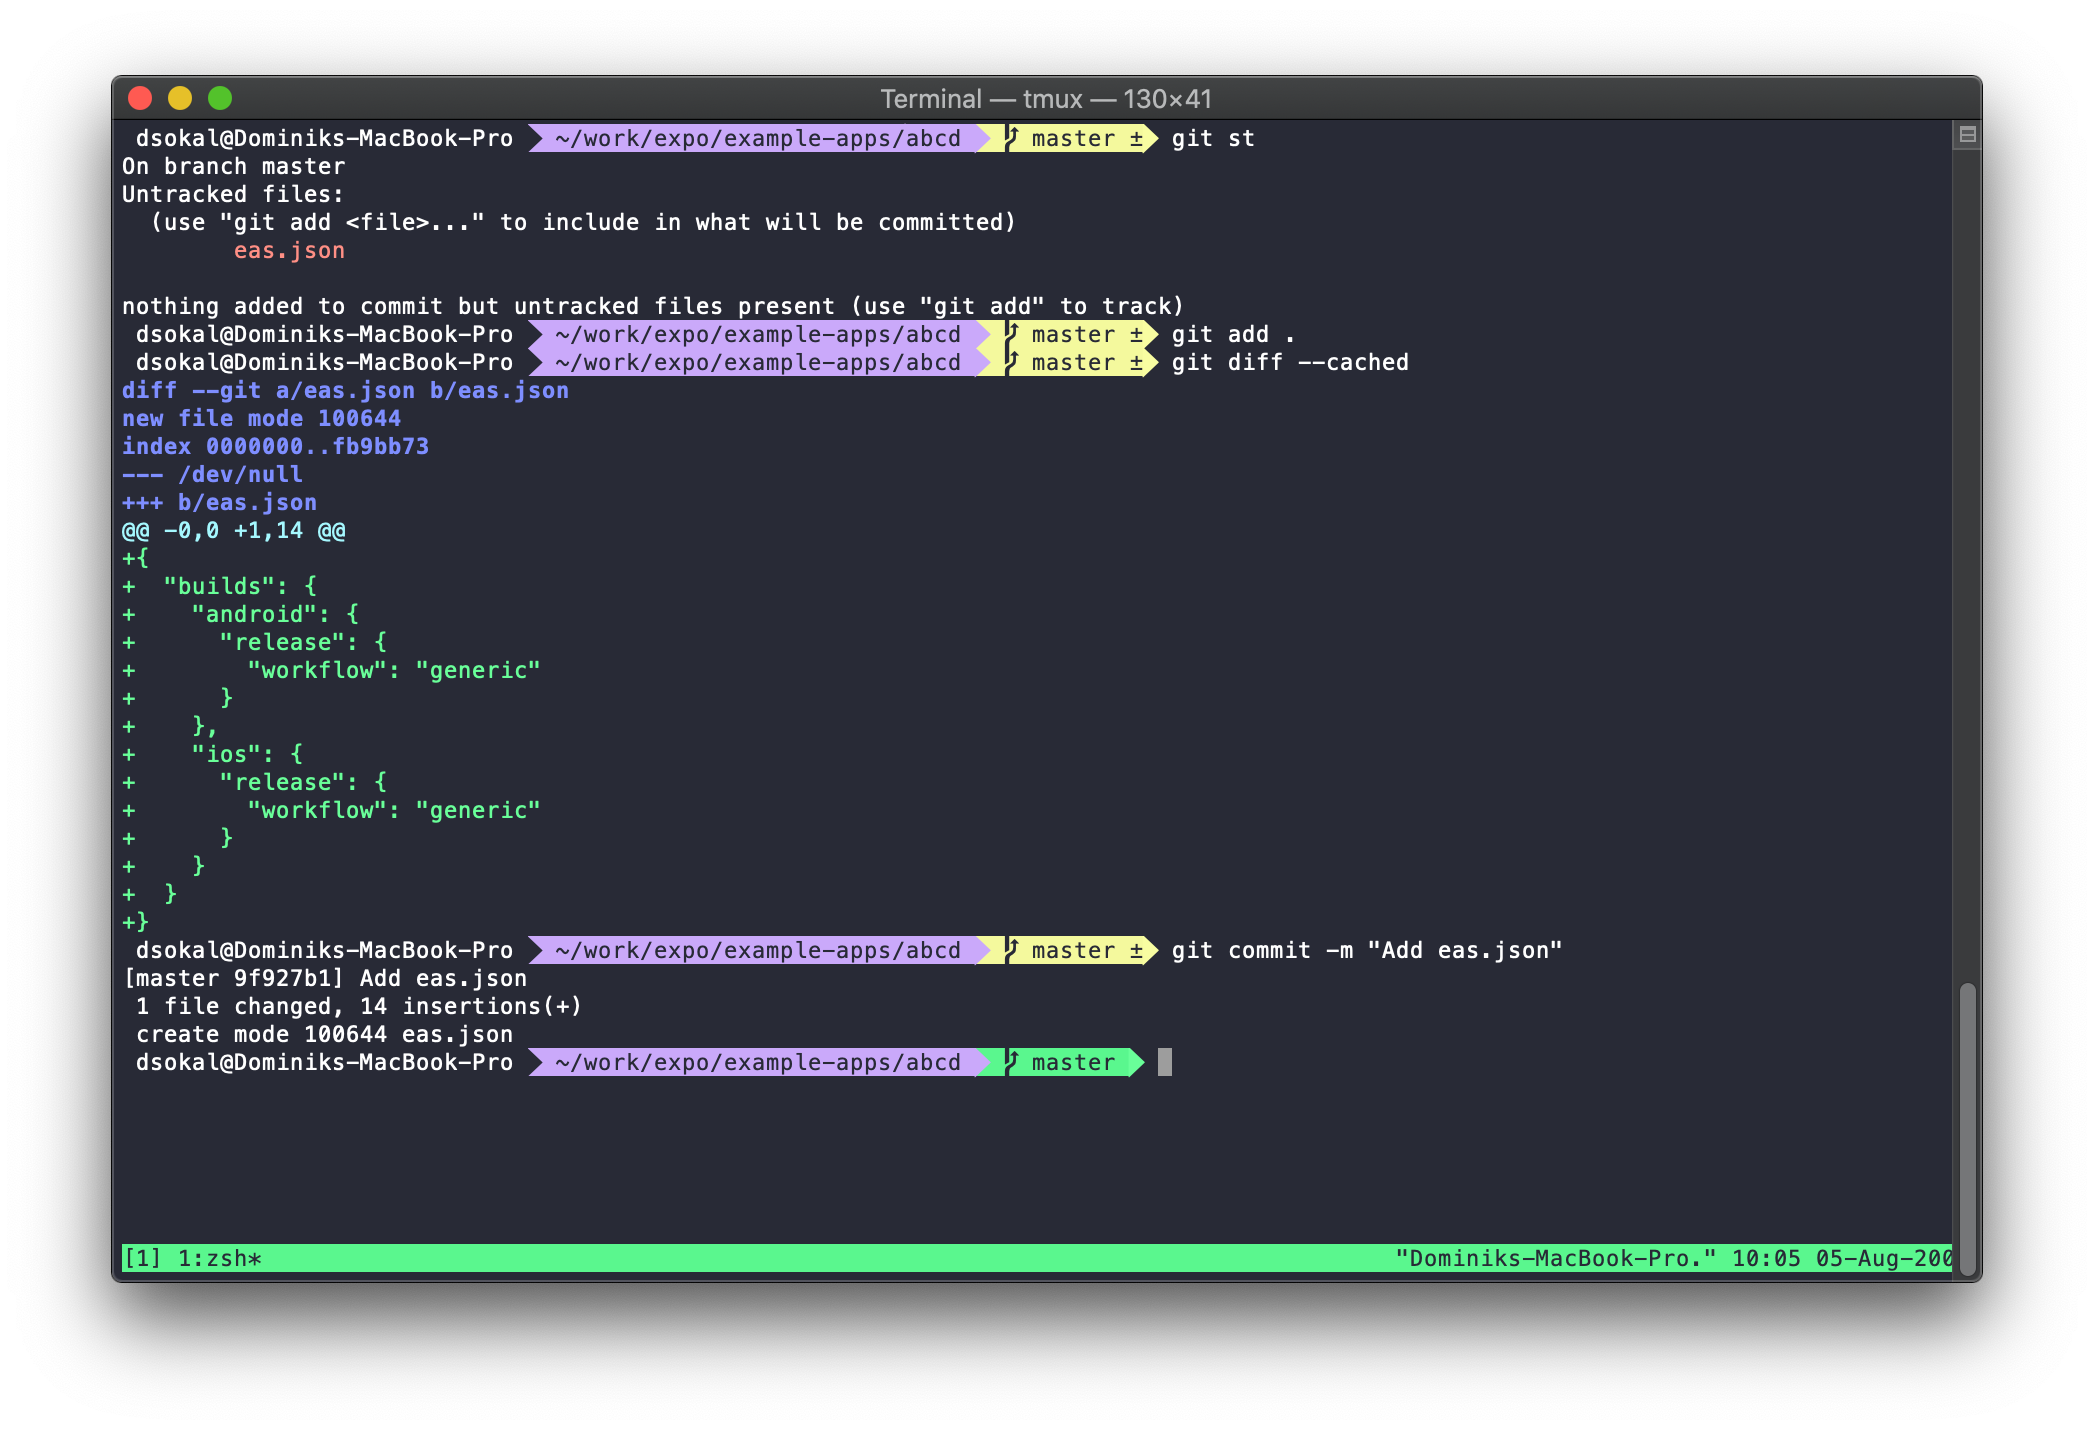 Terminal — tmux — 130×41
dsokal@Dominiks-MacBook-Pro ~/work/expo/example-apps/abcd master ± git st
On branch master
Untracked files:
  (use "git add <file>..." to include in what will be committed)
        eas.json
nothing added to commit but untracked files present (use "git add" to track)
dsokal@Dominiks-MacBook-Pro ~/work/expo/example-apps/abcd master ± git add .
dsokal@Dominiks-MacBook-Pro ~/work/expo/example-apps/abcd master ± git diff --cached
diff --git a/eas.json b/eas.json
new file mode 100644
index 0000000..fb9bb73
--- /dev/null
+++ b/eas.json
@@ -0,0 +1,14 @@
+{
+  "builds": {
+    "android": {
+      "release": {
+        "workflow": "generic"
+      }
+    },
+    "ios": {
+      "release": {
+        "workflow": "generic"
+      }
+    }
+  }
+}
dsokal@Dominiks-MacBook-Pro ~/work/expo/example-apps/abcd master ± git commit -m "Add eas.json"
[master 9f927b1] Add eas.json
 1 file changed, 14 insertions(+)
 create mode 100644 eas.json
dsokal@Dominiks-MacBook-Pro ~/work/expo/example-apps/abcd master
[1] 1:zsh* "Dominiks-MacBook-Pro." 10:05 05-Aug-200